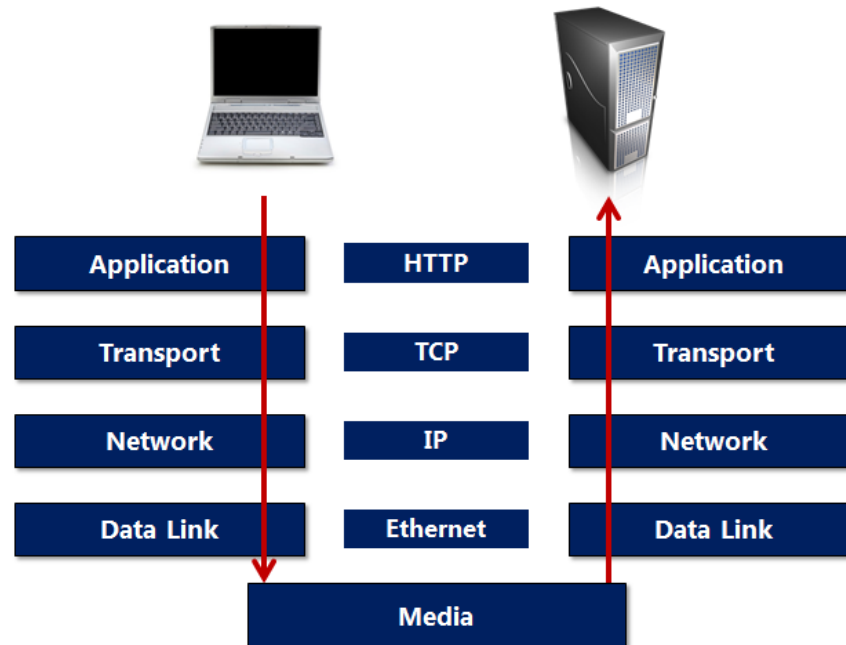 Application
HTTP
Application
Transport
TCP
Transport
Network
IP
Network
Data Link
Ethernet
Data Link
Media